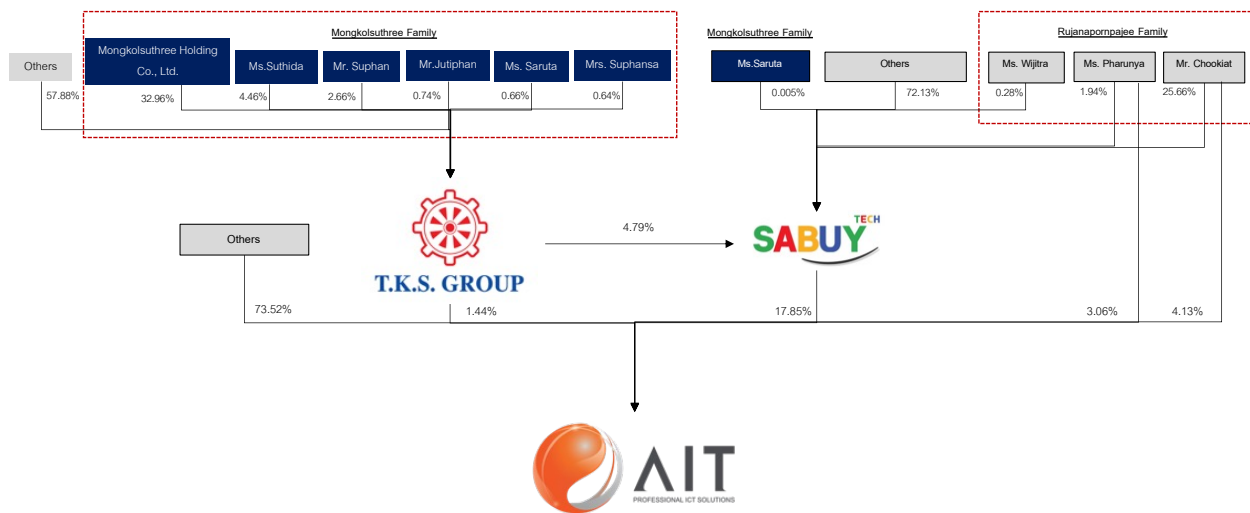 Mongkolsuthree Family
Mongkolsuthree Family
Rujanapornpajee Family
Others
Mongkolsuthree Holding
Co., Ltd.
Ms.Suthida
Mr. Suphan
Mr.Jutiphan
Ms. Saruta
Mrs. Suphansa
Ms.Saruta
Others
Ms. Wijitra
Ms. Pharunya
Mr. Chookiat
57.88%
32.96%
4.46%
2.66%
0.74%
0.66%
0.64%
0.005%
72.13%
0.28%
1.94%
25.66%
Others
T.K.S. GROUP
4.79%
TECH
SABUY
73.52%
1.44%
17.85%
3.06%
4.13%
AIT
PROFESSIONAL ICT SOLUTIONS